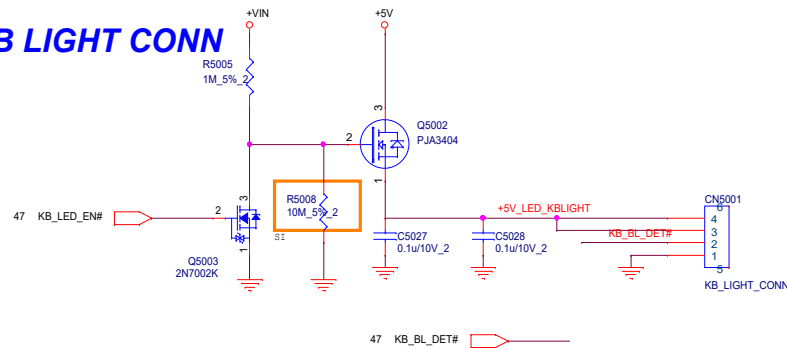 +VIN
+5V
B LIGHT CONN
R5005
1M_5%_2
3
Q5002
PJA3404
2
1
R5008
10M_5%_2
SI
3
47 KB_LED_EN#
2
1
Q5003
2N7002K
C5027
0.1u/10V_2
C5028
0.1u/10V_2
+5V_LED_KBLIGHT
KB_BL_DET#
CN5001
6
4
3
2
1
5
KB_LIGHT_CONN
47 KB_BL_DET#